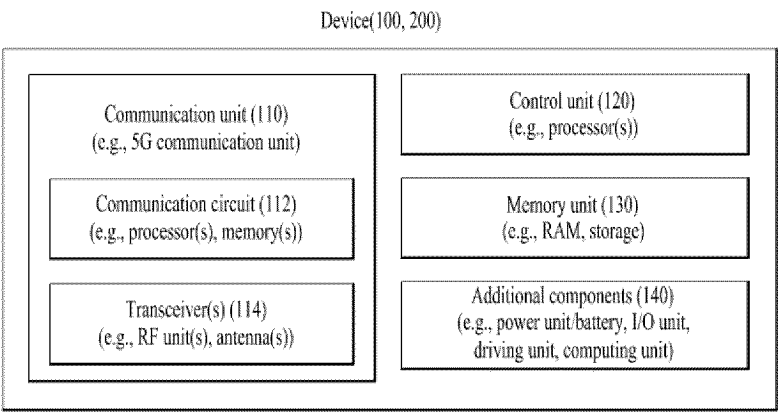 Device(100, 200)
Communication unit (110)
(e.g., 5G communication unit)
Communication circuit (112)
(e.g., processor(s), memory(s))
Transceiver(s) (114)
(e.g., RF unit(s), antenna(s))
Control unit (120)
(e.g., processor(s))
Memory unit (130)
(e.g., RAM, storage)
Additional components (140)
(e.g., power unit/battery, I/O unit,
driving unit, computing unit)